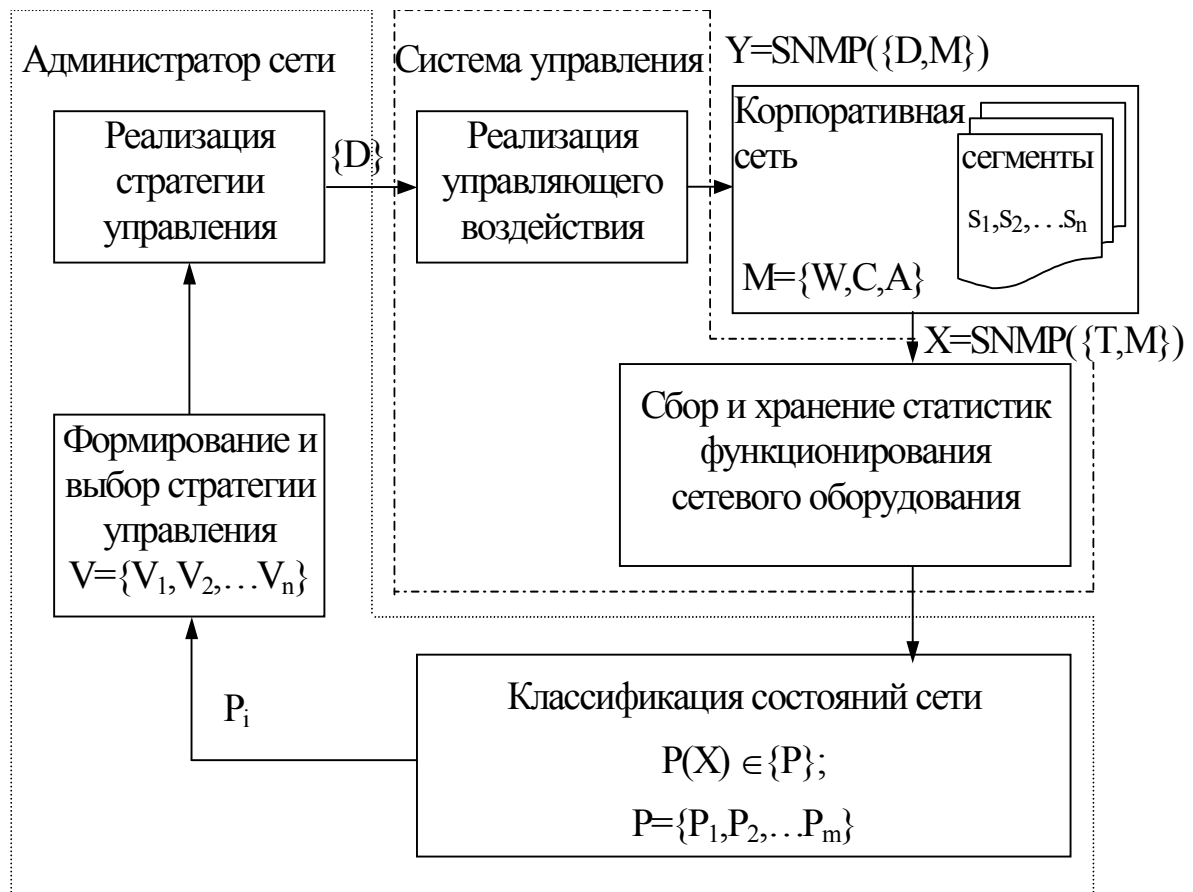 Администратор сети
Реализация
стратегии
управления
{D}
Система управления
Реализация
управляющего
воздействия
Y=SNMP({D,M})
Корпоративная
сеть
сегменты
s₁,s₂,…sₙ
M={W,C,A}
X=SNMP({T,M})
Сбор и хранение статистик
функционирования
сетевого оборудования
Формирование и
выбор стратегии
управления
V={V₁,V₂,…Vₙ}
Pᵢ
Классификация состояний сети
P(X) ∈{P};
P={P₁,P₂,…Pₘ}